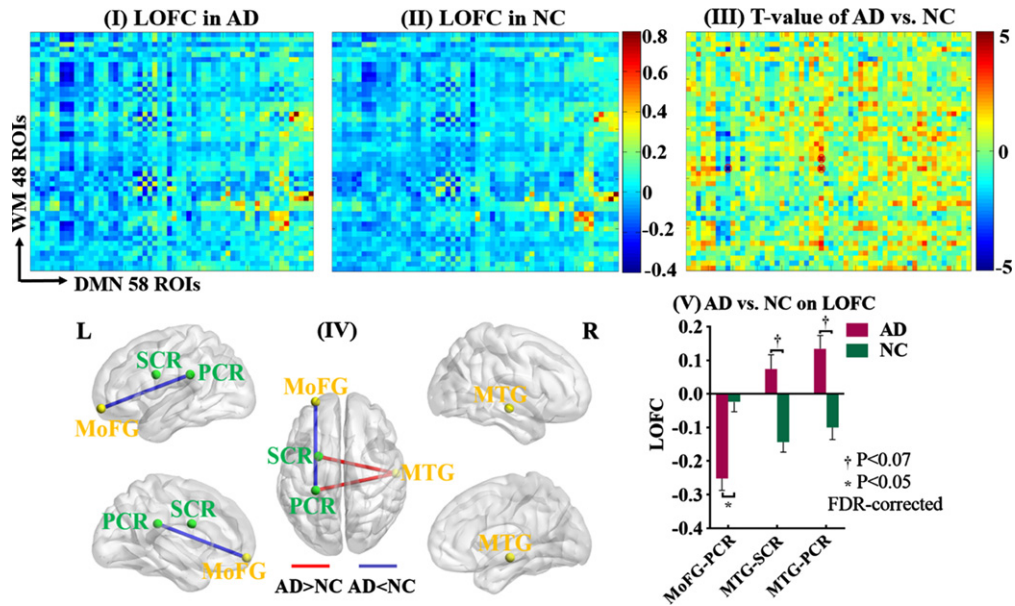 (I) LOFC in AD
(II) LOFC in NC
(III) T-value of AD vs. NC
WM 48 ROIs
DMN 58 ROIs
0.8
0.6
0.4
0.2
0
-0.2
-0.4
5
0
-5
L
(IV)
R
SCR
PCR
MoFG
PCR
SCR
MoFG
MoFG
SCR
PCR
MTG
MTG
MTG
AD>NC
AD<NC
(V) AD vs. NC on LOFC
AD
NC
LOFC
0.2
0.1
0.0
-0.1
-0.2
-0.3
-0.4
†
†
*
† P<0.07
* P<0.05
FDR-corrected
MoFG-PCR
MTG-SCR
MTG-PCR